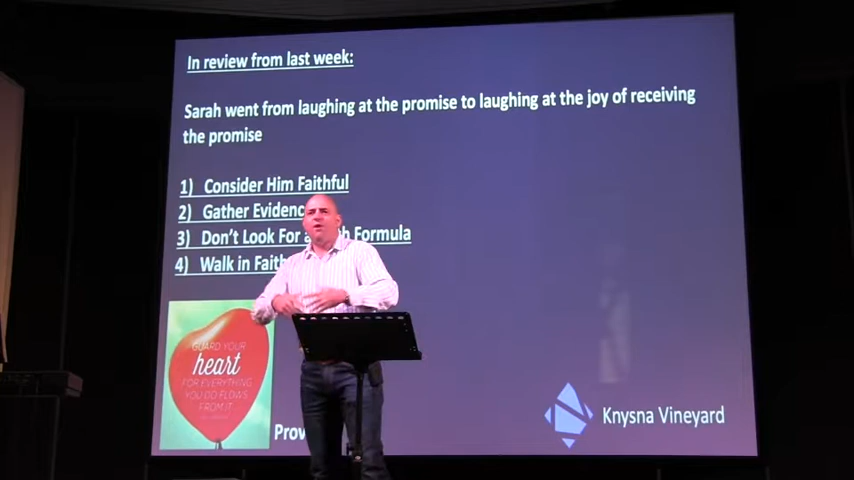 In review from last week:
Sarah went from laughing at the promise to laughing at the joy of receiving
the promise
1) Consider Him Faithful
2) Gather Evidenc
3) Don't Look For a Formula
4) Walk in Faith
GUARD YOUR
heart
FOR EVERYTHING
YOU DO FLOWS
FROM IT
Prov
Knysna Vineyard